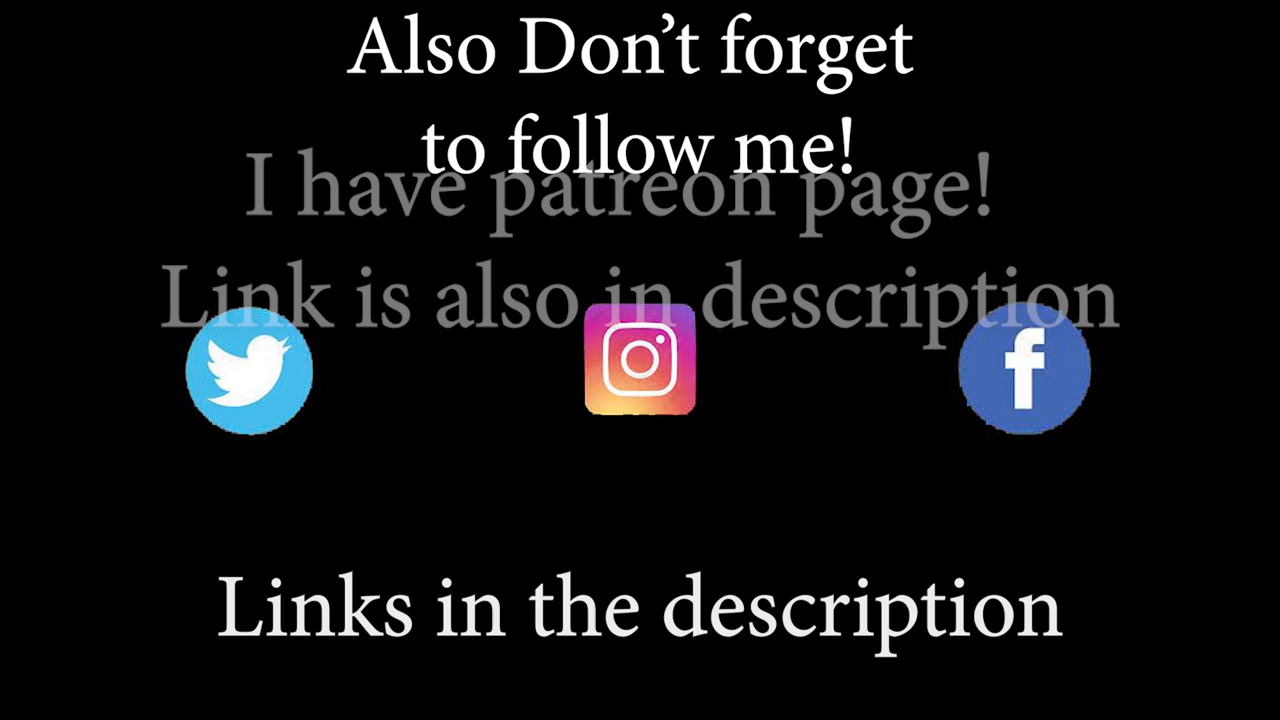 Also Don’t forget
to follow me!
I have patreon page!
Link is also in description
Links in the description